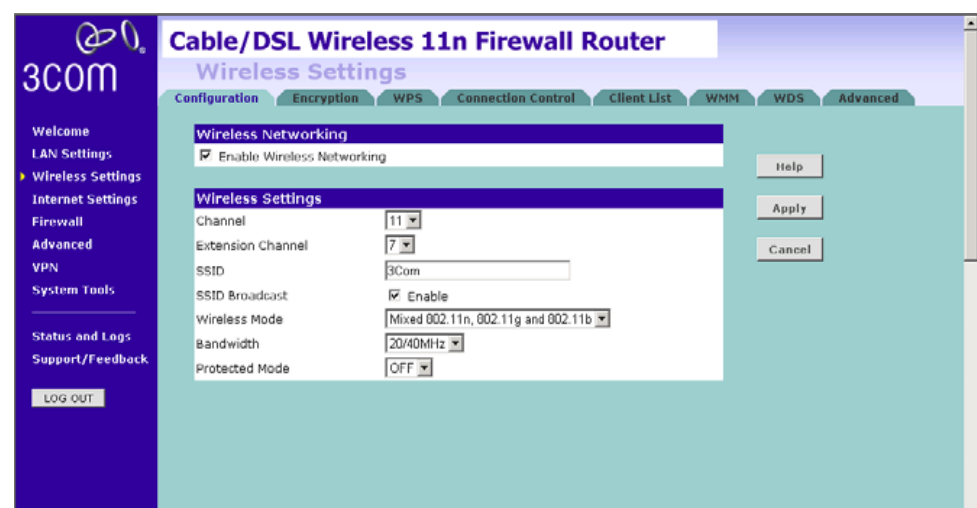 3COM
Cable/DSL Wireless 11n Firewall Router
Wireless Settings
Configuration Encryption WPS Connection Control Client List WMM WDS Advanced
Welcome
LAN Settings
Wireless Settings
Internet Settings
Firewall
Advanced
VPN
System Tools
Status and Logs
Support/Feedback
LOG OUT
Wireless Networking
Enable Wireless Networking
Wireless Settings
Channel 11
Extension Channel 7
SSID 3Com
SSID Broadcast Enable
Wireless Mode Mixed 802.11n, 802.11g and 802.11b
Bandwidth 20/40MHz
Protected Mode OFF
Help
Apply
Cancel